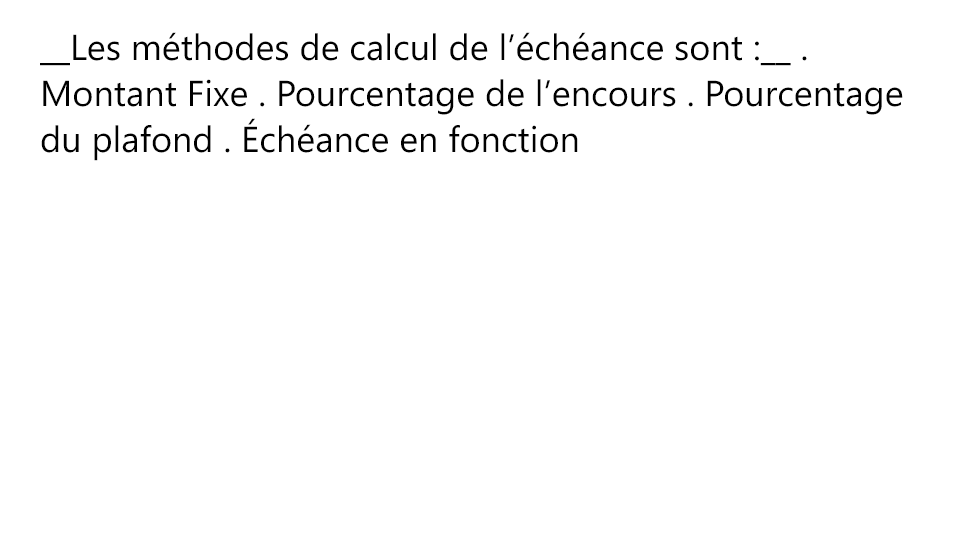 __Les méthodes de calcul de l’échéance sont :__ .
Montant Fixe . Pourcentage de l’encours . Pourcentage
du plafond . Échéance en fonction